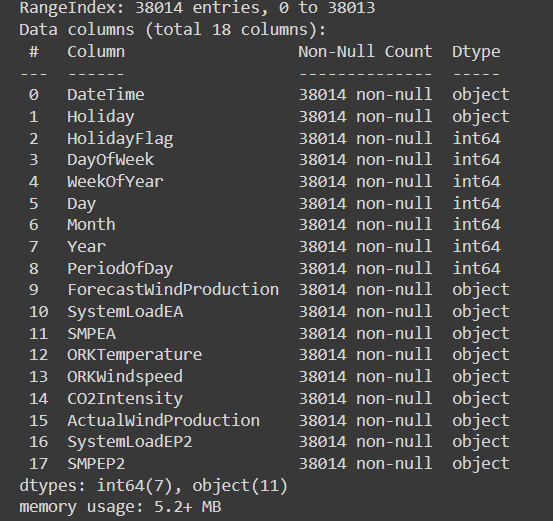 RangeIndex: 38014 entries, 0 to 38013
Data columns (total 18 columns):
 #   Column                  Non-Null Count  Dtype
---  ------                  --------------  -----
 0   DateTime                38014 non-null  object
 1   Holiday                 38014 non-null  object
 2   HolidayFlag             38014 non-null  int64
 3   DayOfWeek               38014 non-null  int64
 4   WeekOfYear              38014 non-null  int64
 5   Day                     38014 non-null  int64
 6   Month                   38014 non-null  int64
 7   Year                    38014 non-null  int64
 8   PeriodOfDay             38014 non-null  int64
 9   ForecastWindProduction  38014 non-null  object
 10  SystemLoadEA            38014 non-null  object
 11  SMPEA                   38014 non-null  object
 12  ORKTemperature          38014 non-null  object
 13  ORKWindspeed            38014 non-null  object
 14  CO2Intensity            38014 non-null  object
 15  ActualWindProduction    38014 non-null  object
 16  SystemLoadEP2           38014 non-null  object
 17  SMPEP2                  38014 non-null  object
dtypes: int64(7), object(11)
memory usage: 5.2+ MB